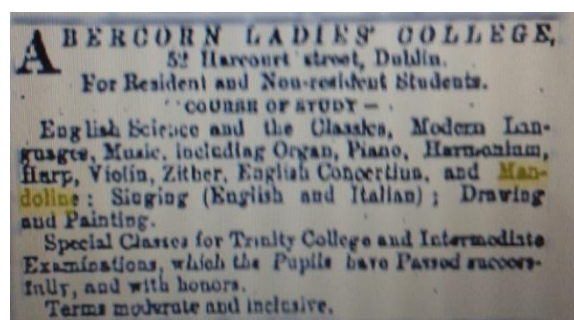 ABERCORN LADIES' COLLEGE,
Harcourt street, Dublin.
For Resident and Non-resident Students.
COURSE OF STUDY—
English Science and the Classics, Modern Lan-
guages, Music, including Organ, Piano, Harmonium,
Harp, Violin, Zither, English Concertina, and Man-
doline; Singing (English and Italian); Drawing
and Painting.
Special Classes for Trinity College and Intermediate
Examinations, which the Pupils have Passed success-
fully, and with honors.
Terms moderate and inclusive.